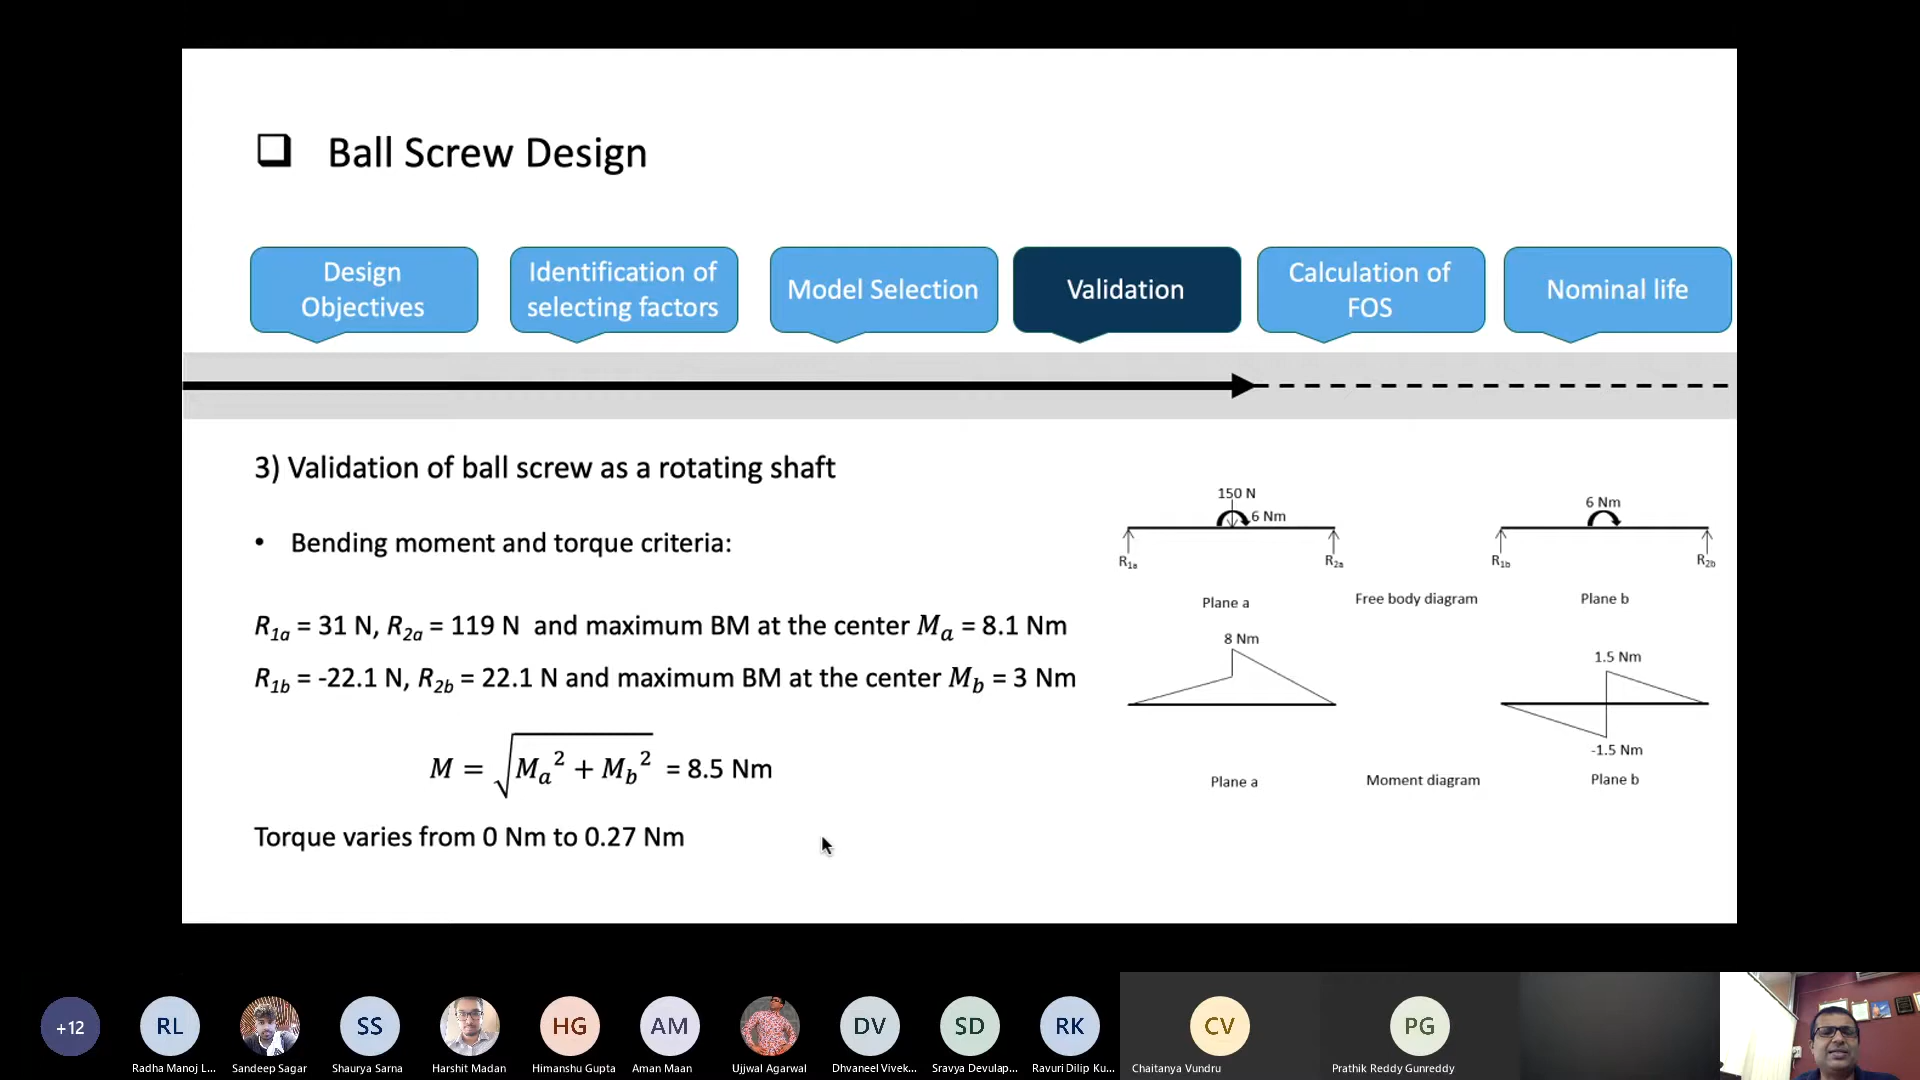 Ball Screw Design
Design
Objectives
Identification of
selecting factors
Model Selection
Validation
Calculation of
FOS
Nominal life
3) Validation of ball screw as a rotating shaft
• Bending moment and torque criteria:
R₁ₐ = 31 N, R₂ₐ = 119 N and maximum BM at the center Mₐ = 8.1 Nm
R₁b = -22.1 N, R₂b = 22.1 N and maximum BM at the center Mb = 3 Nm
M = √(Mₐ² + Mb²) = 8.5 Nm
Torque varies from 0 Nm to 0.27 Nm
150 N
6 Nm
R₁ₐ
R₂ₐ
Plane a
Free body diagram
6 Nm
R₁b
R₂b
Plane b
8 Nm
Plane a
Moment diagram
1.5 Nm
-1.5 Nm
Plane b
+12
RL
SS
HG
AM
DV
SD
RK
CV
PG
Radha Manoj L...
Sandeep Sagar
Shaurya Sarna
Harshit Madan
Himanshu Gupta
Aman Maan
Ujjwal Agarwal
Dhvaneel Vivek...
Sravya Devulap...
Ravuri Dilip Ku...
Chaitanya Vundru
Prathik Reddy Gunreddy